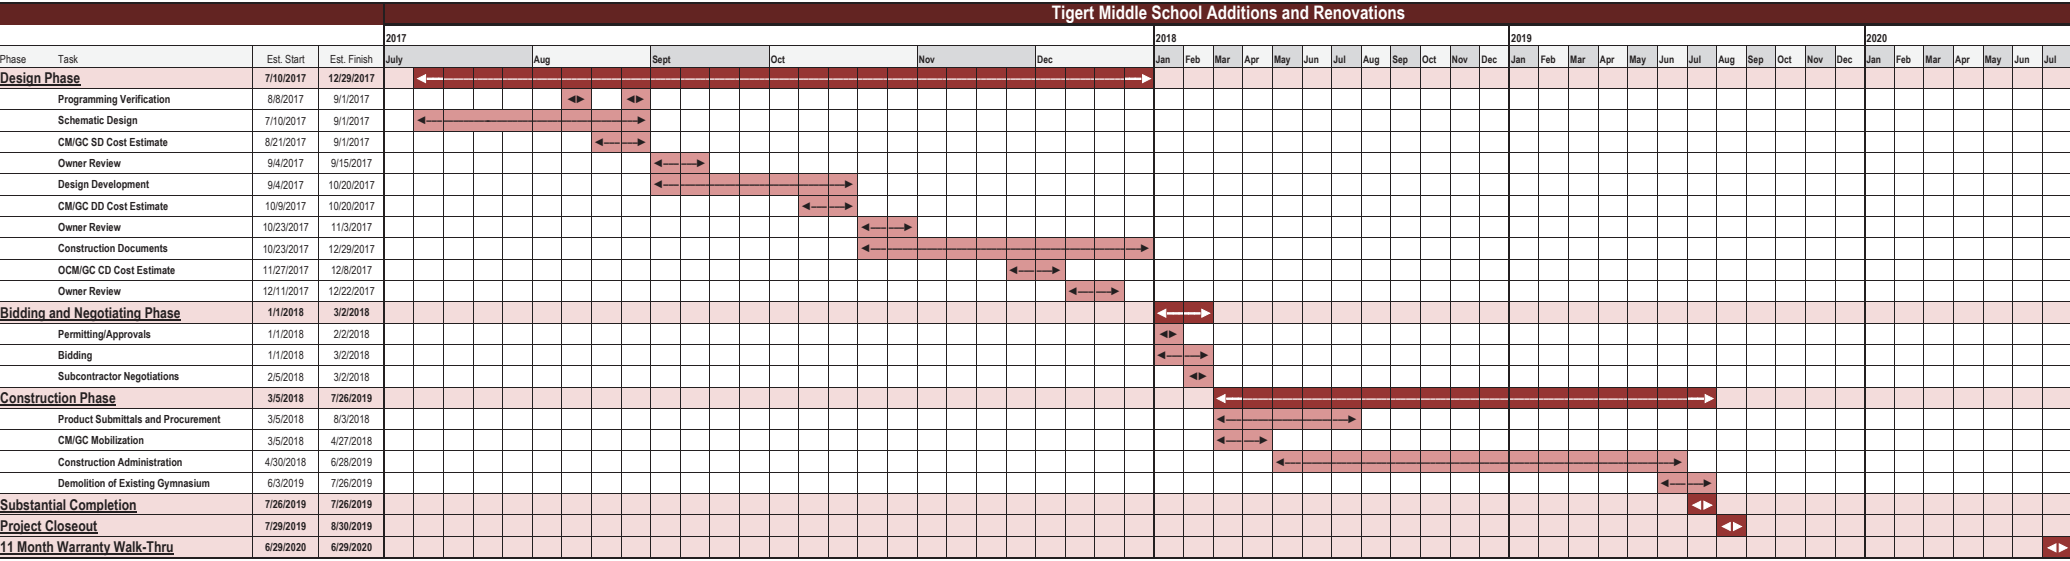 Tigert Middle School Additions and Renovations
2017 2018 2019 2020
Phase Task Est. Start Est. Finish July Aug Sept Oct Nov Dec Jan Feb Mar Apr May Jun Jul Aug Sep Oct Nov Dec Jan Feb Mar Apr May Jun Jul Aug Sep Oct Nov Dec Jan Feb Mar Apr May Jun Jul
Design Phase 7/10/2017 12/29/2017
Programming Verification 8/8/2017 9/1/2017
Schematic Design 7/10/2017 9/1/2017
CM/GC SD Cost Estimate 8/21/2017 9/1/2017
Owner Review 9/4/2017 9/15/2017
Design Development 9/4/2017 10/20/2017
CM/GC DD Cost Estimate 10/9/2017 10/20/2017
Owner Review 10/23/2017 11/3/2017
Construction Documents 10/23/2017 12/29/2017
OCM/GC CD Cost Estimate 11/27/2017 12/8/2017
Owner Review 12/11/2017 12/22/2017
Bidding and Negotiating Phase 1/1/2018 3/2/2018
Permitting/Approvals 1/1/2018 2/2/2018
Bidding 1/1/2018 3/2/2018
Subcontractor Negotiations 2/5/2018 3/2/2018
Construction Phase 3/5/2018 7/26/2019
Product Submittals and Procurement 3/5/2018 8/3/2018
CM/GC Mobilization 3/5/2018 4/27/2018
Construction Administration 4/30/2018 6/28/2019
Demolition of Existing Gymnasium 6/3/2019 7/26/2019
Substantial Completion 7/26/2019 7/26/2019
Project Closeout 7/29/2019 8/30/2019
11 Month Warranty Walk-Thru 6/29/2020 6/29/2020